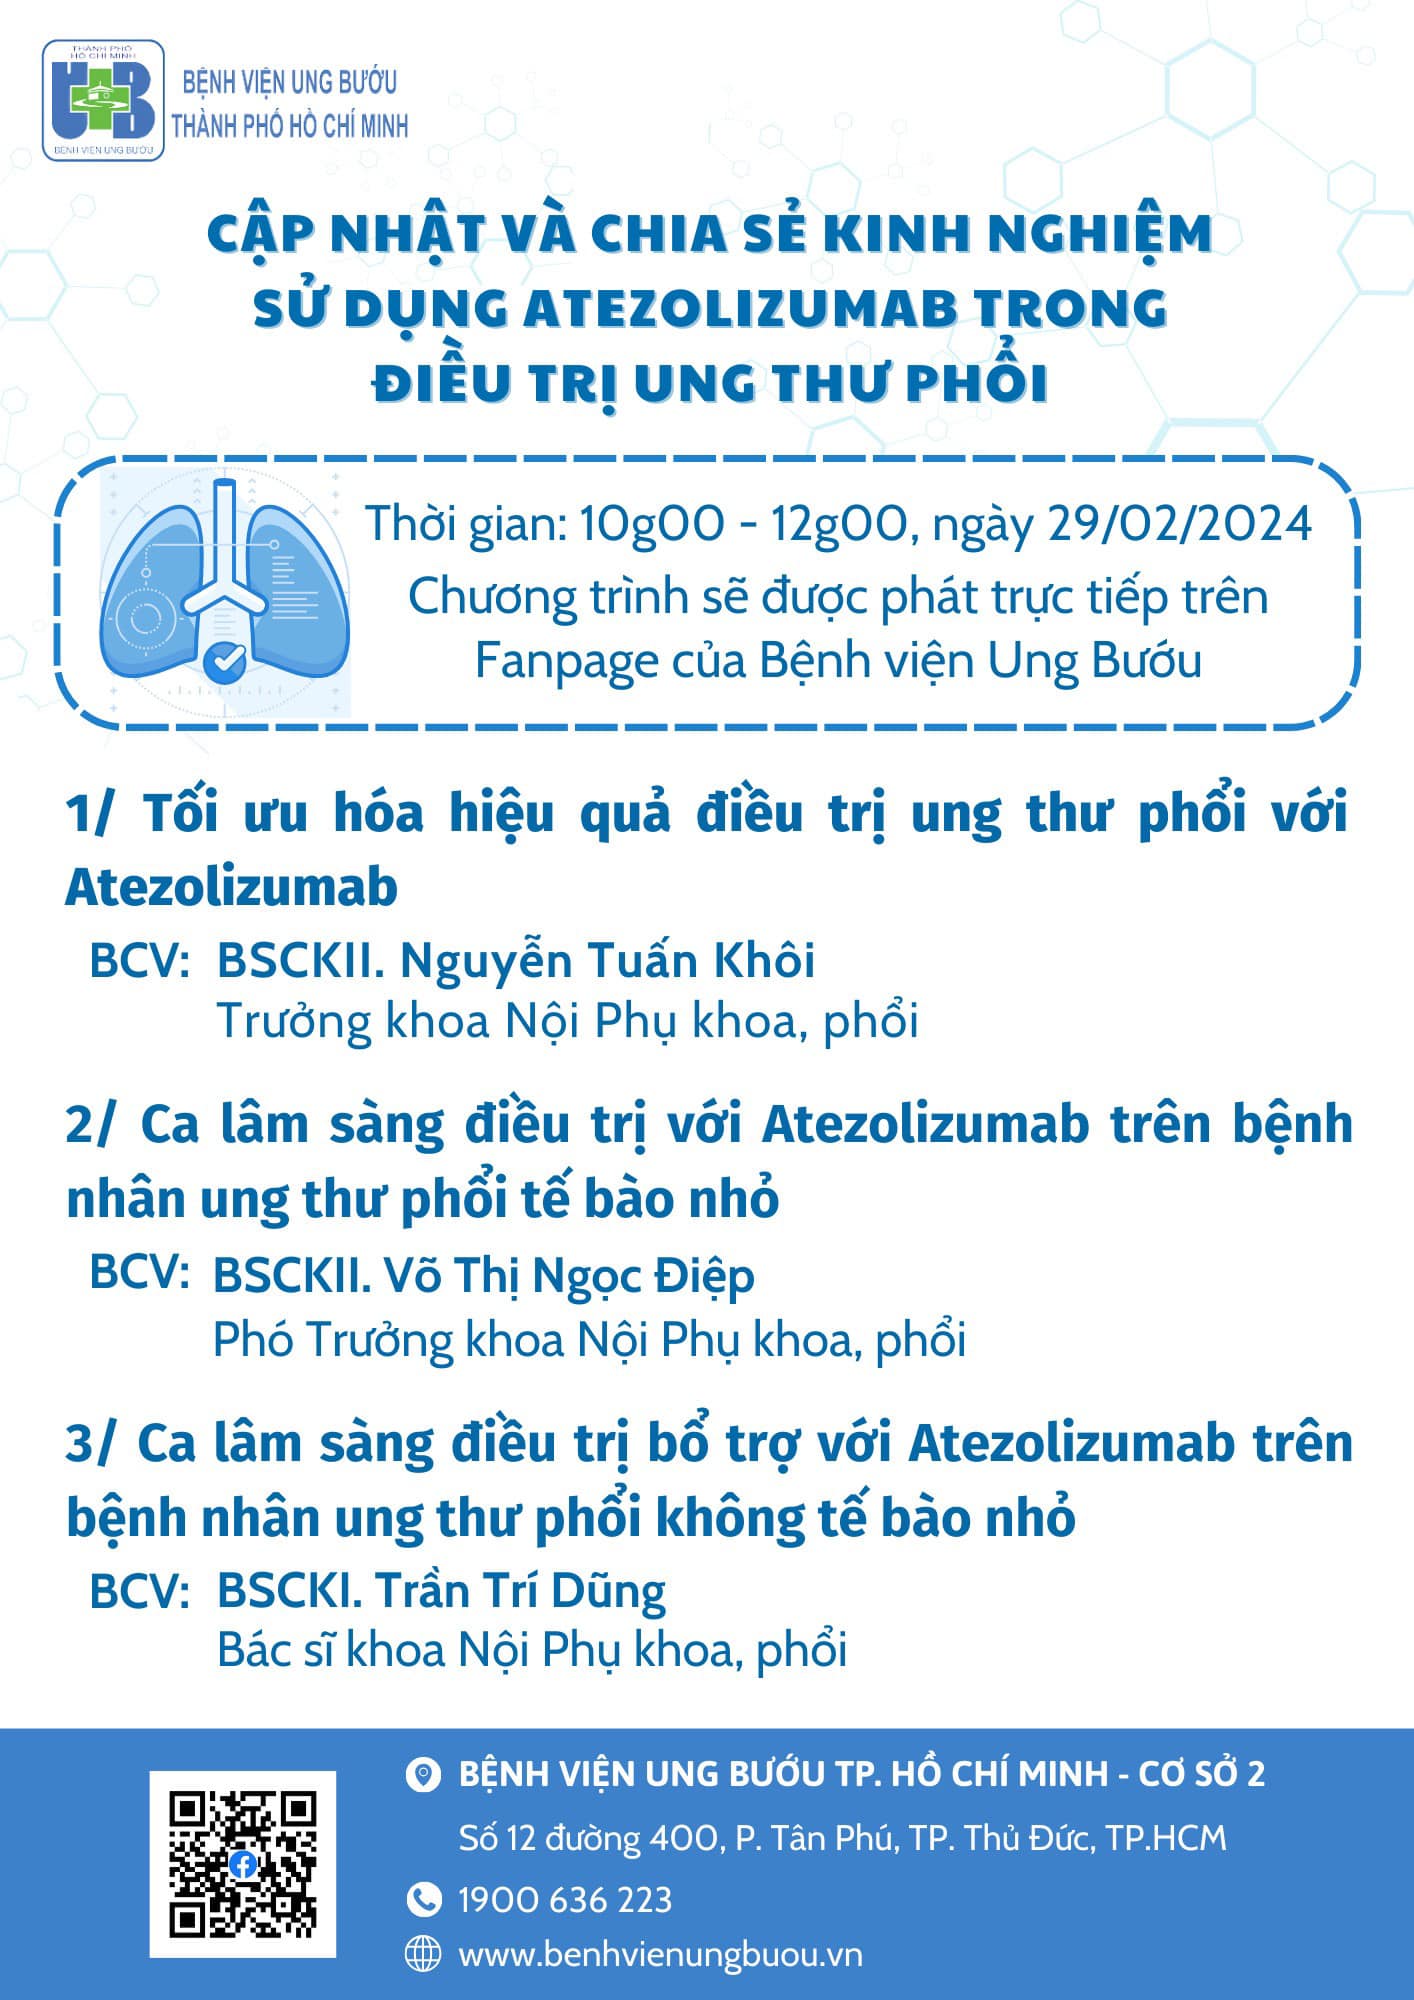 THÀNH PHỐ
HỒ CHÍ MINH
UB
BỆNH VIỆN UNG BƯỚU
BỆNH VIỆN UNG BƯỚU
THÀNH PHỐ HỒ CHÍ MINH
CẬP NHẬT VÀ CHIA SẺ KINH NGHIỆM
SỬ DỤNG ATEZOLIZUMAB TRONG
ĐIỀU TRỊ UNG THƯ PHỔI
Thời gian: 10g00 - 12g00, ngày 29/02/2024
Chương trình sẽ được phát trực tiếp trên
Fanpage của Bệnh viện Ung Bướu
1/ Tối ưu hóa hiệu quả điều trị ung thư phổi với
Atezolizumab
BCV: BSCKII. Nguyễn Tuấn Khôi
Trưởng khoa Nội Phụ khoa, phổi
2/ Ca lâm sàng điều trị với Atezolizumab trên bệnh
nhân ung thư phổi tế bào nhỏ
BCV: BSCKII. Võ Thị Ngọc Điệp
Phó Trưởng khoa Nội Phụ khoa, phổi
3/ Ca lâm sàng điều trị bổ trợ với Atezolizumab trên
bệnh nhân ung thư phổi không tế bào nhỏ
BCV: BSCKI. Trần Trí Dũng
Bác sĩ khoa Nội Phụ khoa, phổi
BỆNH VIỆN UNG BƯỚU TP. HỒ CHÍ MINH - CƠ SỞ 2
Số 12 đường 400, P. Tân Phú, TP. Thủ Đức, TP.HCM
1900 636 223
www.benhvienungbuou.vn